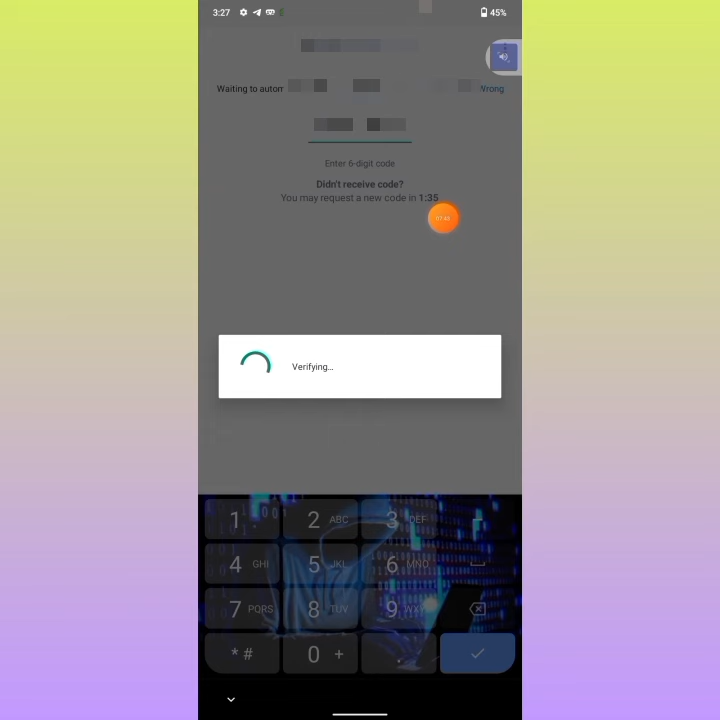 3:27
45%
Waiting to autom
Wrong
Enter 6-digit code
Didn't receive code?
You may request a new code in 1:35
Verifying...
1
2 ABC
3 DEF
4 GHI
5 JKL
6 MNO
7 PQRS
8 TUV
9 WXYZ
* #
0 +
.